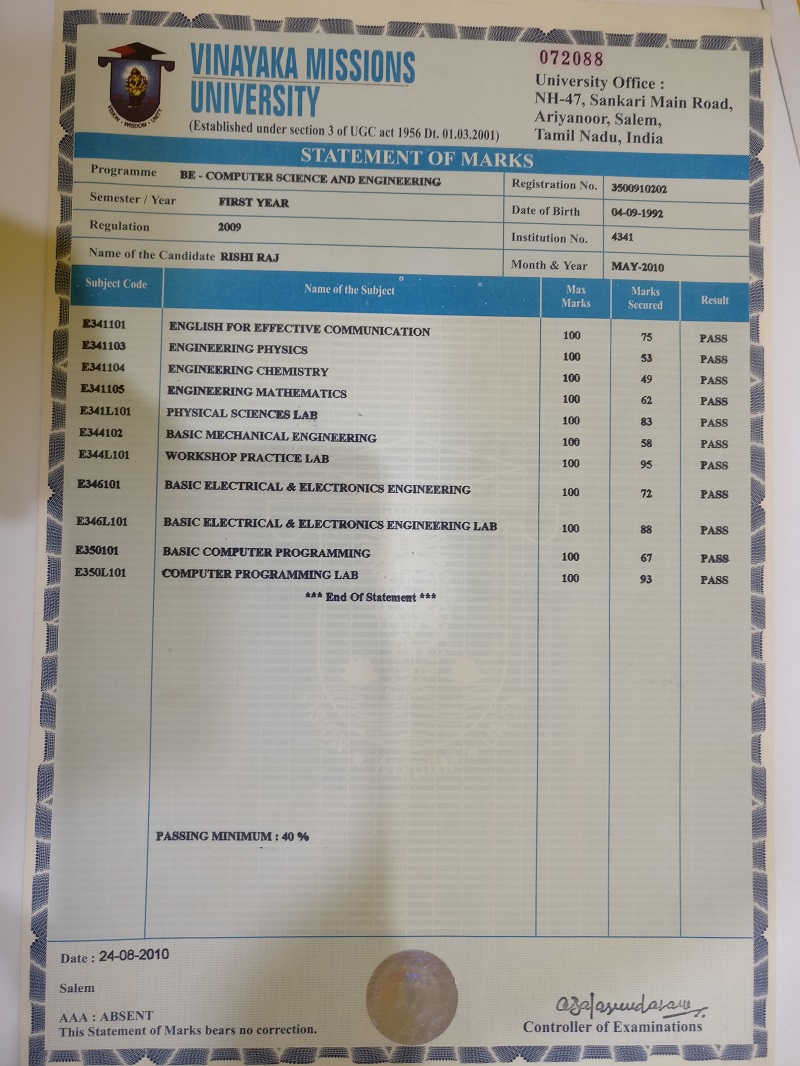 VINAYAKA MISSIONS
UNIVERSITY
(Established under section 3 of UGC act 1956 Dt. 01.03.2001)
VISION - WISDOM - UNITY
072088
University Office :
NH-47, Sankari Main Road,
Ariyanoor, Salem,
Tamil Nadu, India
STATEMENT OF MARKS
Programme BE - COMPUTER SCIENCE AND ENGINEERING
Registration No. 3500910202
Semester / Year FIRST YEAR
Date of Birth 04-09-1992
Regulation 2009
Institution No. 4341
Name of the Candidate RISHI RAJ
Month & Year MAY-2010
Subject Code Name of the Subject Max Marks Marks Secured Result
E341101 ENGLISH FOR EFFECTIVE COMMUNICATION 100 75 PASS
E341103 ENGINEERING PHYSICS 100 53 PASS
E341104 ENGINEERING CHEMISTRY 100 49 PASS
E341105 ENGINEERING MATHEMATICS 100 62 PASS
E341L101 PHYSICAL SCIENCES LAB 100 83 PASS
E344102 BASIC MECHANICAL ENGINEERING 100 58 PASS
E344L101 WORKSHOP PRACTICE LAB 100 95 PASS
E346101 BASIC ELECTRICAL & ELECTRONICS ENGINEERING 100 72 PASS
E346L101 BASIC ELECTRICAL & ELECTRONICS ENGINEERING LAB 100 88 PASS
E350101 BASIC COMPUTER PROGRAMMING 100 67 PASS
E350L101 COMPUTER PROGRAMMING LAB 100 93 PASS
*** End Of Statement ***
PASSING MINIMUM : 40 %
Date : 24-08-2010
Salem
AAA : ABSENT
This Statement of Marks bears no correction.
Controller of Examinations